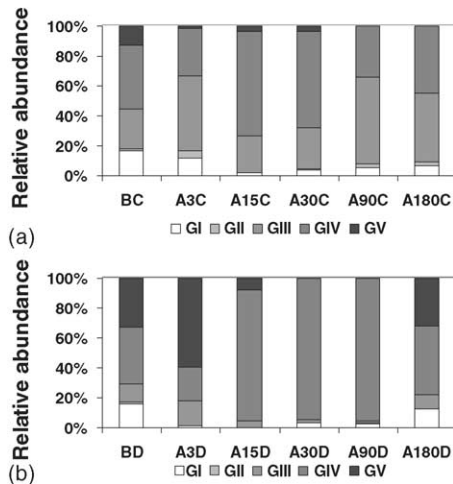 Relative abundance
100%
80%
60%
40%
20%
0%
BC A3C A15C A30C A90C A180C
(a)
GI GII GIII GIV GV
Relative abundance
100%
80%
60%
40%
20%
0%
BD A3D A15D A30D A90D A180D
(b)
GI GII GIII GIV GV